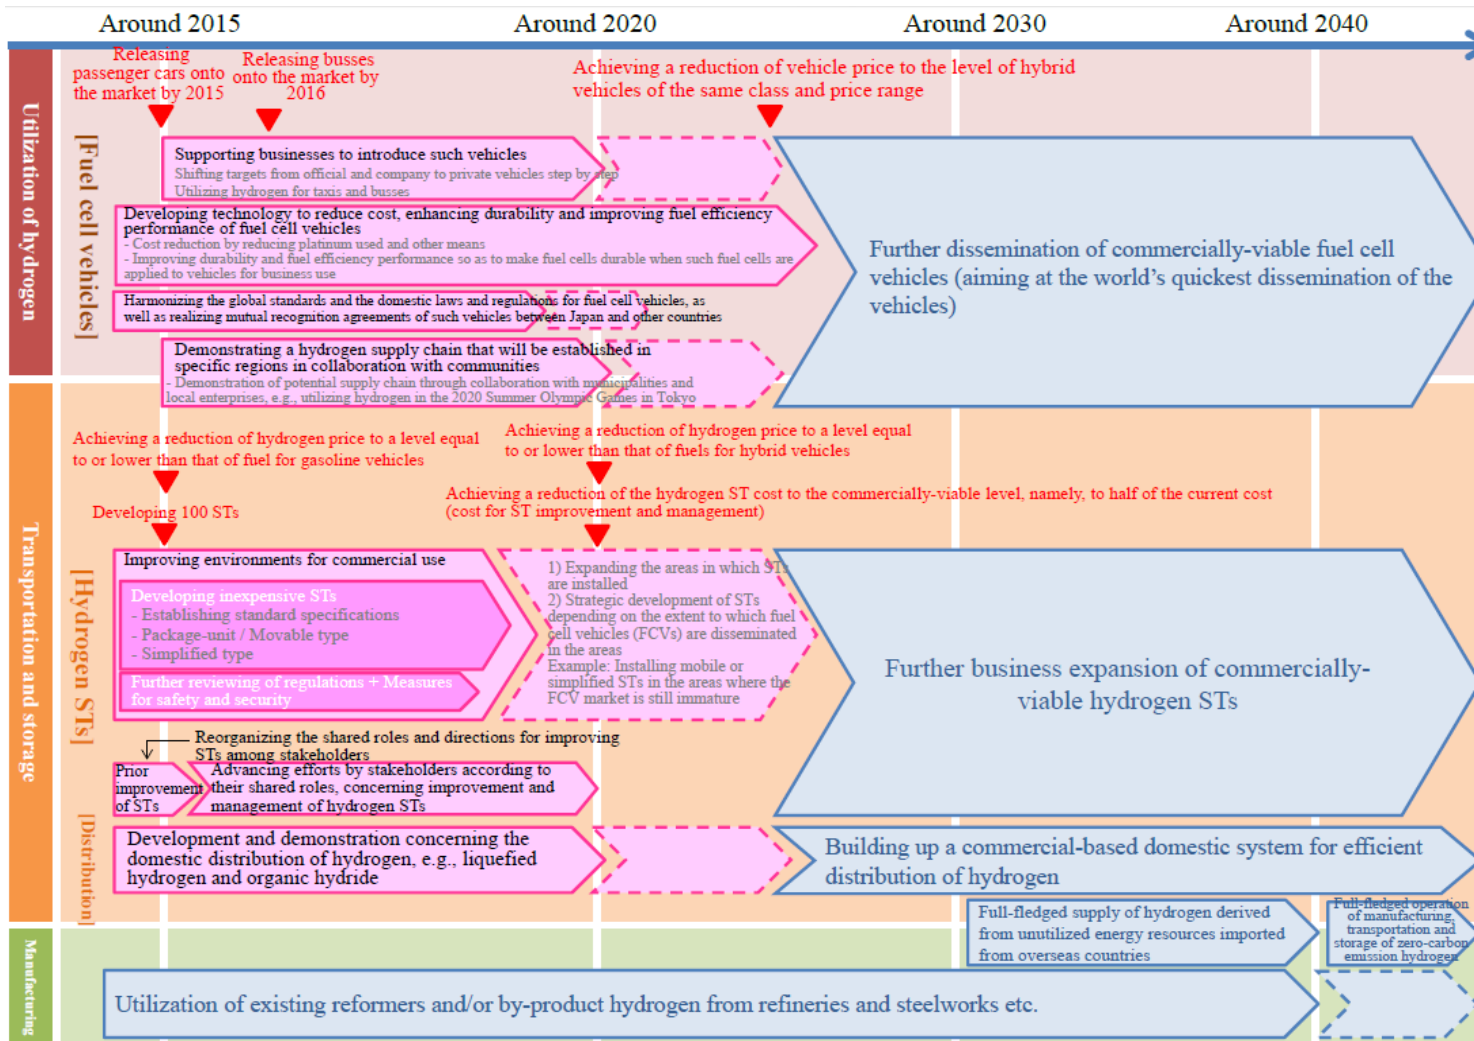 Around 2015
Around 2020
Around 2030
Around 2040
Utilization of hydrogen
[Fuel cell vehicles]
Releasing
passenger cars onto
the market by 2015
Releasing busses
onto the market by
2016
Achieving a reduction of vehicle price to the level of hybrid
vehicles of the same class and price range
Supporting businesses to introduce such vehicles
Shifting targets from official and company to private vehicles step by step
Utilizing hydrogen for taxis and busses
Developing technology to reduce cost, enhancing durability and improving fuel efficiency
performance of fuel cell vehicles
- Cost reduction by reducing platinum used and other means
- Improving durability and fuel efficiency performance so as to make fuel cells durable when such fuel cells are
applied to vehicles for business use
Harmonizing the global standards and the domestic laws and regulations for fuel cell vehicles, as
well as realizing mutual recognition agreements of such vehicles between Japan and other countries
Demonstrating a hydrogen supply chain that will be established in
specific regions in collaboration with communities
- Demonstration of potential supply chain through collaboration with municipalities and
local enterprises, e.g., utilizing hydrogen in the 2020 Summer Olympic Games in Tokyo
Further dissemination of commercially-viable fuel cell
vehicles (aiming at the world's quickest dissemination of the
vehicles)
Transportation and storage
[Hydrogen STs]
Achieving a reduction of hydrogen price to a level equal
to or lower than that of fuel for gasoline vehicles
Achieving a reduction of hydrogen price to a level equal
to or lower than that of fuels for hybrid vehicles
Developing 100 STs
Achieving a reduction of the hydrogen ST cost to the commercially-viable level, namely, to half of the current cost
(cost for ST improvement and management)
Improving environments for commercial use
Developing inexpensive STs
- Establishing standard specifications
- Package-unit / Movable type
- Simplified type
Further reviewing of regulations + Measures
for safety and security
1) Expanding the areas in which STs
are installed
2) Strategic development of STs
depending on the extent to which fuel
cell vehicles (FCVs) are disseminated
in the areas
Example: Installing mobile or
simplified STs in the areas where the
FCV market is still immature
Further business expansion of commercially-
viable hydrogen STs
Reorganizing the shared roles and directions for improving
STs among stakeholders
Prior
improvement
of STs
Advancing efforts by stakeholders according to
their shared roles, concerning improvement and
management of hydrogen STs
[Distribution]
Development and demonstration concerning the
domestic distribution of hydrogen, e.g., liquefied
hydrogen and organic hydride
Building up a commercial-based domestic system for efficient
distribution of hydrogen
Manufacturing
Full-fledged supply of hydrogen derived
from unutilized energy resources imported
from overseas countries
Full-fledged operation
of manufacturing,
transportation and
storage of zero-carbon
emission hydrogen
Utilization of existing reformers and/or by-product hydrogen from refineries and steelworks etc.